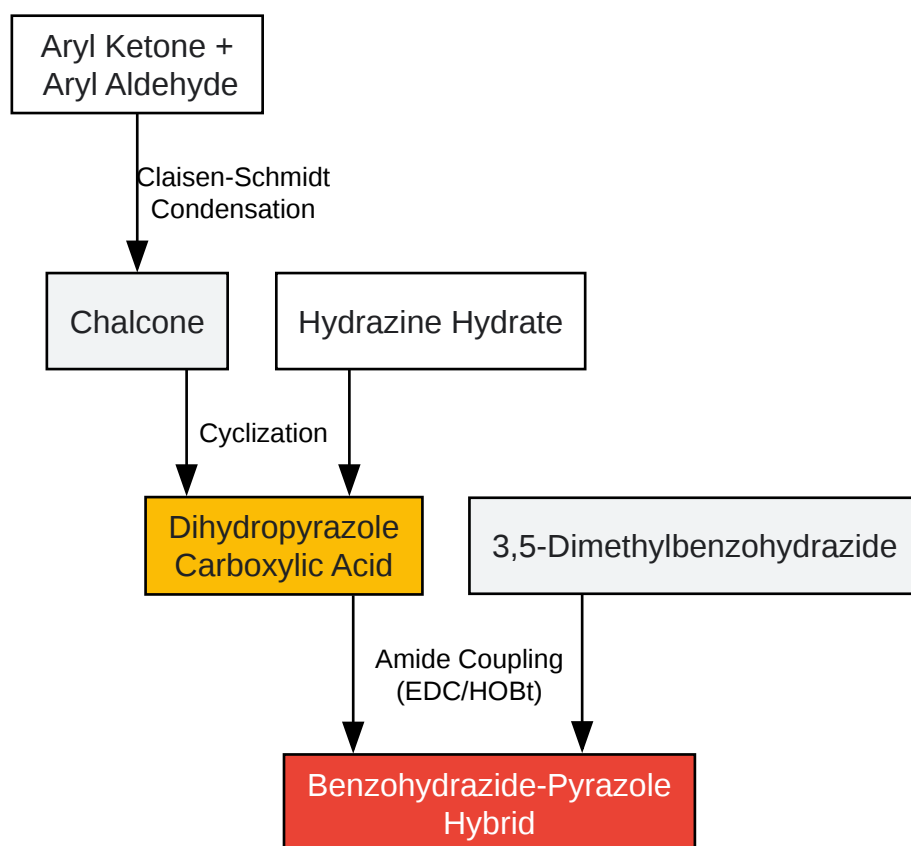 Aryl Ketone +
Aryl Aldehyde
Claisen-Schmidt
Condensation
Chalcone
Hydrazine Hydrate
Cyclization
Dihydropyrazole
Carboxylic Acid
3,5-Dimethylbenzohydrazide
Amide Coupling
(EDC/HOBt)
Benzohydrazide-Pyrazole
Hybrid